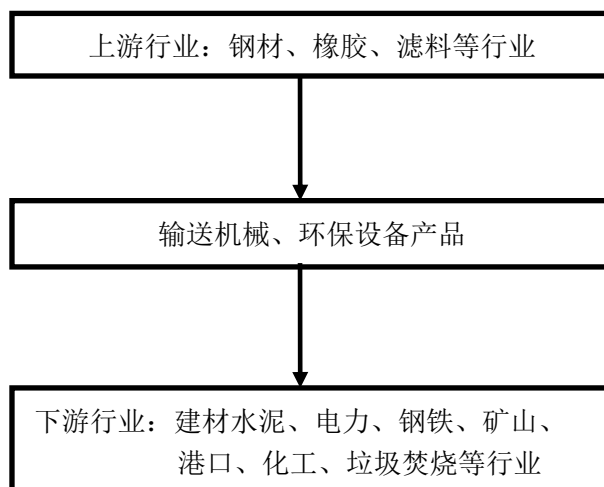 上游行业：钢材、橡胶、滤料等行业
输送机械、环保设备产品
下游行业：建材水泥、电力、钢铁、矿山、
港口、化工、垃圾焚烧等行业